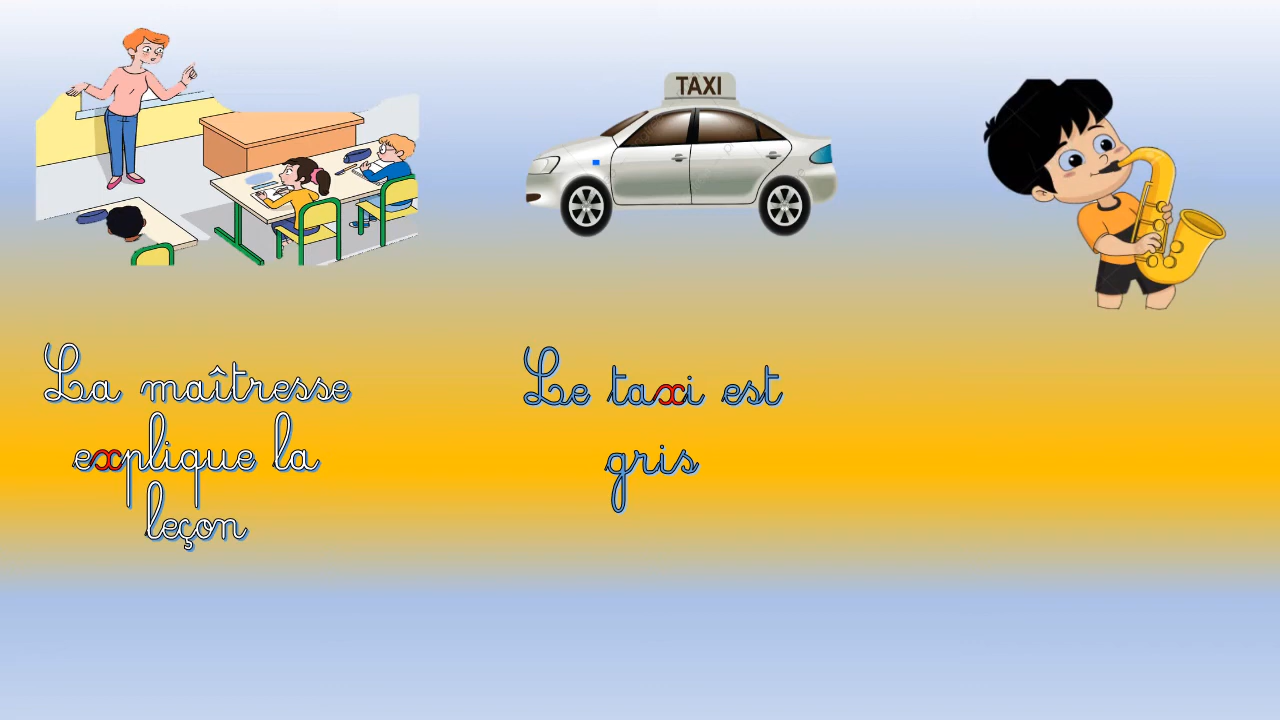 TAXI
La maîtresse
explique la
leçon
Le taxi est
gris